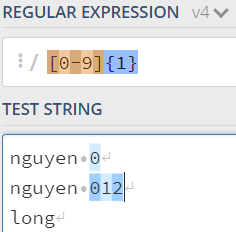 REGULAR EXPRESSION v4
/ [0-9]{1}
TEST STRING
nguyen·0↵
nguyen·012↵
long↵